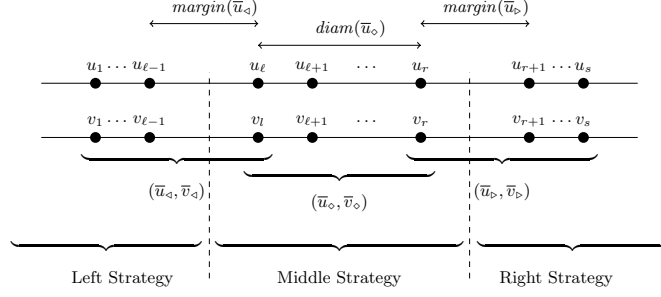 margin(u̅◃) margin(u̅▹)
diam(u̅⋄)
u₁ ⋯ uℓ₋₁ uℓ uℓ₊₁ ⋯ uᵣ uᵣ₊₁ ⋯ uₛ
v₁ ⋯ vℓ₋₁ vₗ vℓ₊₁ ⋯ vᵣ vᵣ₊₁ ⋯ vₛ
(u̅◃, v̅◃) (u̅⋄, v̅⋄) (u̅▹, v̅▹)
Left Strategy Middle Strategy Right Strategy